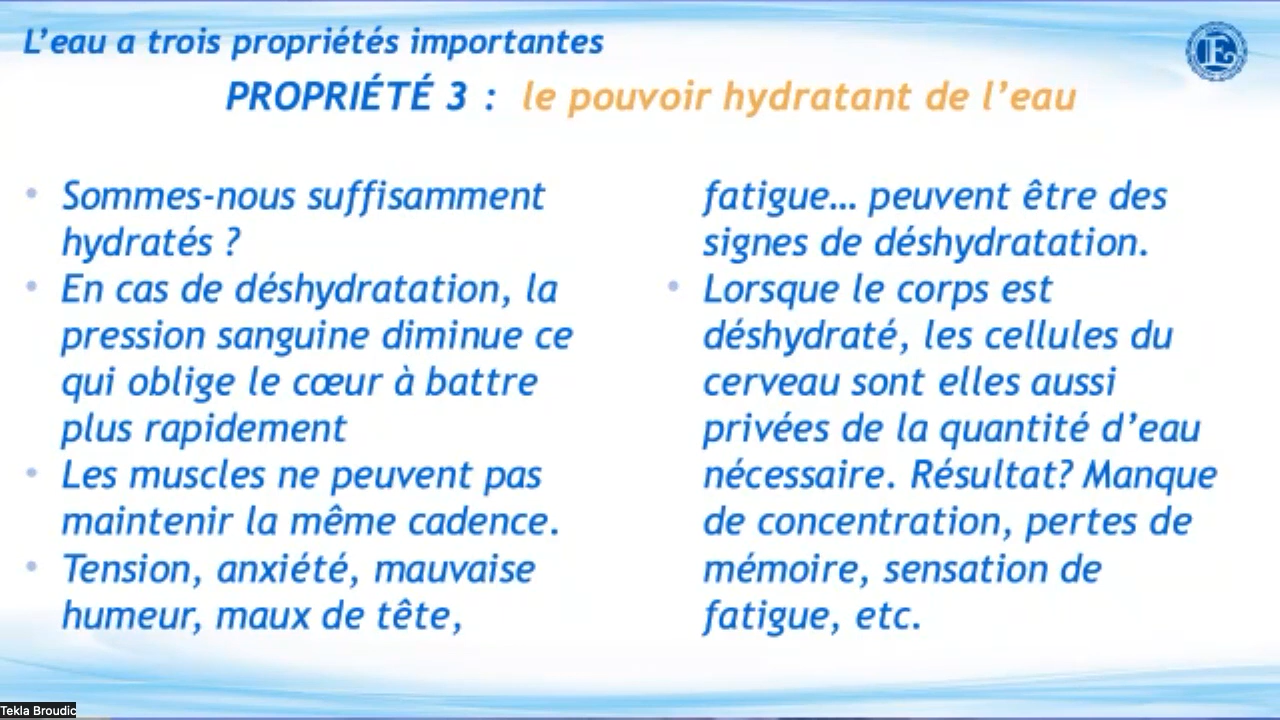 L'eau a trois propriétés importantes
PROPRIÉTÉ 3 : le pouvoir hydratant de l'eau
• Sommes-nous suffisamment
hydratés ?
• En cas de déshydratation, la
pression sanguine diminue ce
qui oblige le cœur à battre
plus rapidement
• Les muscles ne peuvent pas
maintenir la même cadence.
• Tension, anxiété, mauvaise
humeur, maux de tête,
fatigue… peuvent être des
signes de déshydratation.
• Lorsque le corps est
déshydraté, les cellules du
cerveau sont elles aussi
privées de la quantité d'eau
nécessaire. Résultat? Manque
de concentration, pertes de
mémoire, sensation de
fatigue, etc.
Tekla Broudic